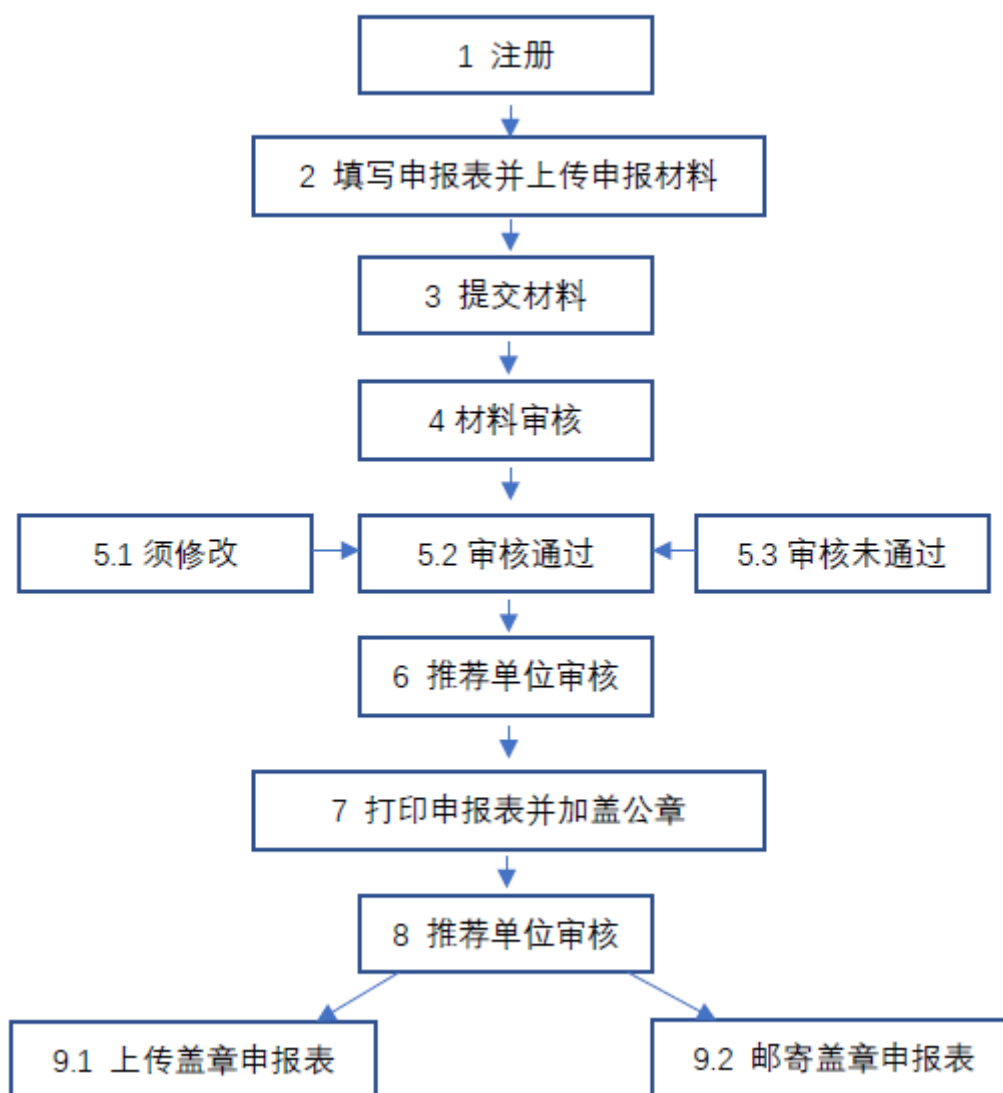 1 注册
2 填写申报表并上传申报材料
3 提交材料
4 材料审核
5.1 须修改
5.2 审核通过
5.3 审核未通过
6 推荐单位审核
7 打印申报表并加盖公章
8 推荐单位审核
9.1 上传盖章申报表
9.2 邮寄盖章申报表